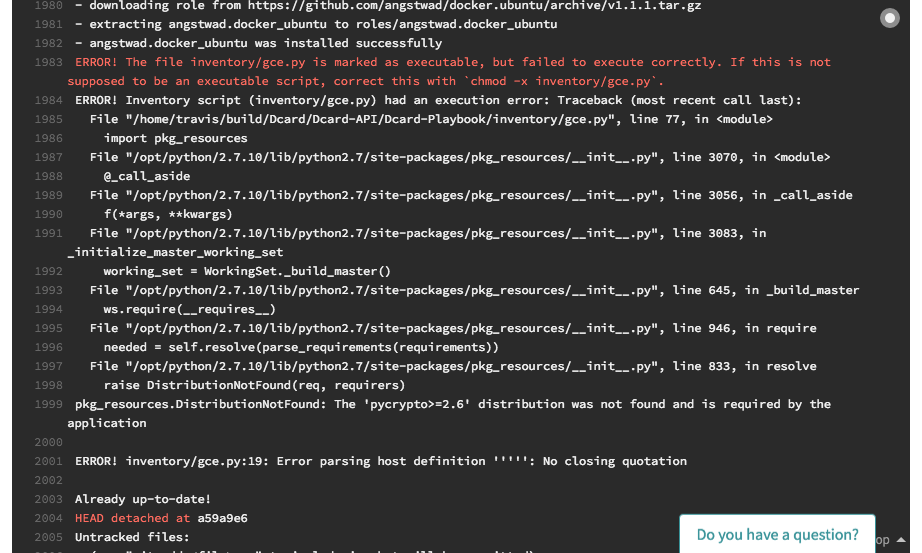 1980 - downloading role from https://github.com/angstwad/docker.ubuntu/archive/v1.1.1.tar.gz
1981 - extracting angstwad.docker_ubuntu to roles/angstwad.docker_ubuntu
1982 - angstwad.docker_ubuntu was installed successfully
1983 ERROR! The file inventory/gce.py is marked as executable, but failed to execute correctly. If this is not
supposed to be an executable script, correct this with `chmod -x inventory/gce.py`.
1984 ERROR! Inventory script (inventory/gce.py) had an execution error: Traceback (most recent call last):
1985 File "/home/travis/build/Dcard/Dcard-API/Dcard-Playbook/inventory/gce.py", line 77, in <module>
1986 import pkg_resources
1987 File "/opt/python/2.7.10/lib/python2.7/site-packages/pkg_resources/__init__.py", line 3070, in <module>
1988 @_call_aside
1989 File "/opt/python/2.7.10/lib/python2.7/site-packages/pkg_resources/__init__.py", line 3056, in _call_aside
1990 f(*args, **kwargs)
1991 File "/opt/python/2.7.10/lib/python2.7/site-packages/pkg_resources/__init__.py", line 3083, in
_initialize_master_working_set
1992 working_set = WorkingSet._build_master()
1993 File "/opt/python/2.7.10/lib/python2.7/site-packages/pkg_resources/__init__.py", line 645, in _build_master
1994 ws.require(__requires__)
1995 File "/opt/python/2.7.10/lib/python2.7/site-packages/pkg_resources/__init__.py", line 946, in require
1996 needed = self.resolve(parse_requirements(requirements))
1997 File "/opt/python/2.7.10/lib/python2.7/site-packages/pkg_resources/__init__.py", line 833, in resolve
1998 raise DistributionNotFound(req, requirers)
1999 pkg_resources.DistributionNotFound: The 'pycrypto>=2.6' distribution was not found and is required by the
application
2000
2001 ERROR! inventory/gce.py:19: Error parsing host definition ''''': No closing quotation
2002
2003 Already up-to-date!
2004 HEAD detached at a59a9e6
2005 Untracked files:
Do you have a question?
op